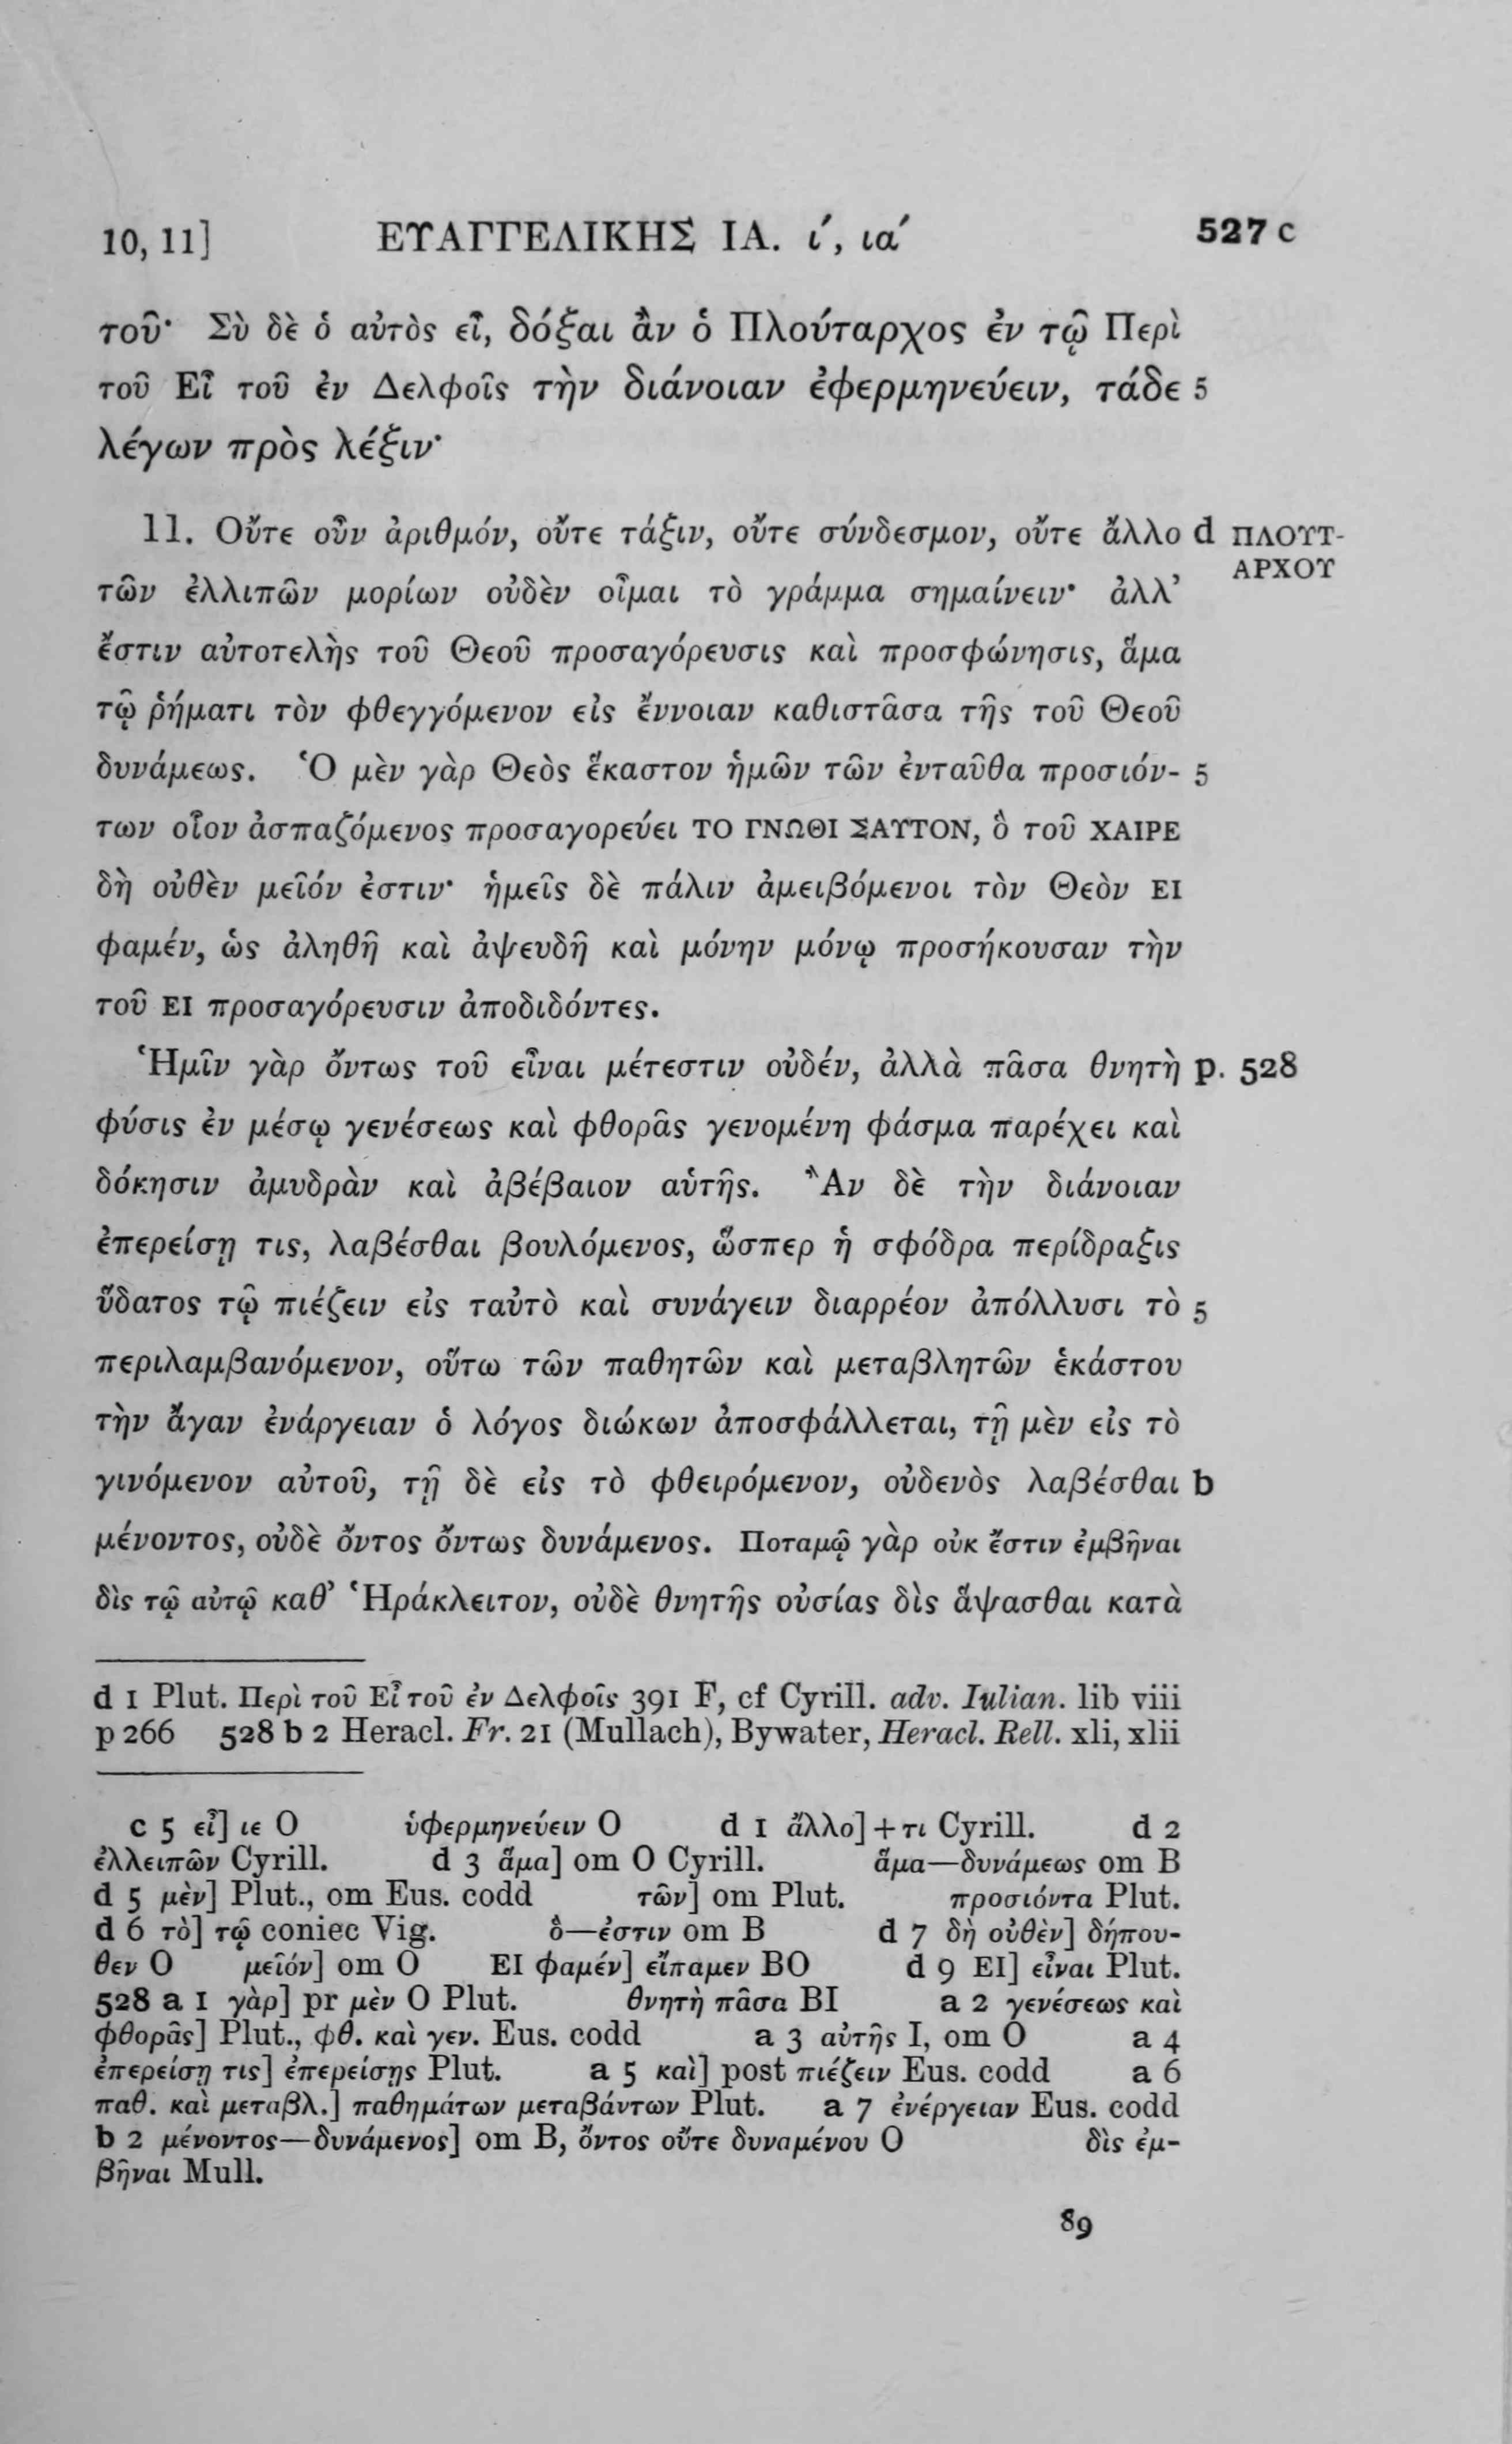 10, 11] ΕΥΑΓΓΕΛΙΚΗΣ ΙΑ. ι΄, ια΄ 527 c
τοῦ· Σὺ δὲ ὁ αὐτὸς εἶ, δόξαι ἂν ὁ Πλούταρχος ἐν τῷ Περὶ
τοῦ Εἶ τοῦ ἐν Δελφοῖς τὴν διάνοιαν ἐφερμηνεύειν, τάδε 5
λέγων πρὸς λέξιν·
11. Οὔτε οὖν ἀριθμόν, οὔτε τάξιν, οὔτε σύνδεσμον, οὔτε ἄλλο d ΠΛΟΥΤ-
τῶν ἐλλιπῶν μορίων οὐδὲν οἶμαι τὸ γράμμα σημαίνειν· ἀλλ’ ΑΡΧΟΥ
ἔστιν αὐτοτελὴς τοῦ Θεοῦ προσαγόρευσις καὶ προσφώνησις, ἅμα
τῷ ῥήματι τὸν φθεγγόμενον εἰς ἔννοιαν καθιστᾶσα τῆς τοῦ Θεοῦ
δυνάμεως. Ὁ μὲν γὰρ Θεὸς ἕκαστον ἡμῶν τῶν ἐνταῦθα προσιόν- 5
των οἷον ἀσπαζόμενος προσαγορεύει ΤΟ ΓΝΩΘΙ ΣΑΥΤΟΝ, ὃ τοῦ ΧΑΙΡΕ
δὴ οὐθὲν μεῖόν ἐστιν· ἡμεῖς δὲ πάλιν ἀμειβόμενοι τὸν Θεὸν ΕΙ
φαμέν, ὡς ἀληθῆ καὶ ἀψευδῆ καὶ μόνην μόνῳ προσήκουσαν τὴν
τοῦ ΕΙ προσαγόρευσιν ἀποδιδόντες.
Ἡμῖν γὰρ ὄντως τοῦ εἶναι μέτεστιν οὐδέν, ἀλλὰ πᾶσα θνητὴ p. 528
φύσις ἐν μέσῳ γενέσεως καὶ φθορᾶς γενομένη φάσμα παρέχει καὶ
δόκησιν ἀμυδρὰν καὶ ἀβέβαιον αὑτῆς. Ἂν δὲ τὴν διάνοιαν
ἐπερείσῃ τις, λαβέσθαι βουλόμενος, ὥσπερ ἡ σφόδρα περίδραξις
ὕδατος τῷ πιέζειν εἰς ταὐτὸ καὶ συνάγειν διαρρέον ἀπόλλυσι τὸ 5
περιλαμβανόμενον, οὕτω τῶν παθητῶν καὶ μεταβλητῶν ἑκάστου
τὴν ἄγαν ἐνάργειαν ὁ λόγος διώκων ἀποσφάλλεται, τῇ μὲν εἰς τὸ
γινόμενον αὐτοῦ, τῇ δὲ εἰς τὸ φθειρόμενον, οὐδενὸς λαβέσθαι b
μένοντος, οὐδὲ ὄντος ὄντως δυνάμενος. Ποταμῷ γὰρ οὐκ ἔστιν ἐμβῆναι
δὶς τῷ αὐτῷ καθ’ Ἡράκλειτον, οὐδὲ θνητῆς οὐσίας δὶς ἅψασθαι κατὰ
d 1 Plut. Περὶ τοῦ Εἶ τοῦ ἐν Δελφοῖς 391 F, cf Cyrill. adv. Iulian. lib viii
p 266 528 b 2 Heracl. Fr. 21 (Mullach), Bywater, Heracl. Rell. xli, xlii
c 5 εἶ] ιε O ὑφερμηνεύειν O d 1 ἄλλο] + τι Cyrill. d 2
ἐλλειπῶν Cyrill. d 3 ἅμα] om O Cyrill. ἅμα—δυνάμεως om B
d 5 μὲν] Plut., om Eus. codd τῶν] om Plut. προσιόντα Plut.
d 6 τὸ] τῷ coniec Vig. ὃ—ἐστιν om B d 7 δὴ οὐθὲν] δήπου-
θεν O μεῖόν] om O ΕΙ φαμέν] εἴπαμεν BO d 9 ΕΙ] εἶναι Plut.
528 a 1 γὰρ] pr μὲν O Plut. θνητὴ πᾶσα BI a 2 γενέσεως καὶ
φθορᾶς] Plut., φθ. καὶ γεν. Eus. codd a 3 αὐτῆς I, om O a 4
ἐπερείσῃ τις] ἐπερείσῃς Plut. a 5 καὶ] post πιέζειν Eus. codd a 6
παθ. καὶ μεταβλ.] παθημάτων μεταβάντων Plut. a 7 ἐνέργειαν Eus. codd
b 2 μένοντος—δυνάμενος] om B, ὄντος οὔτε δυναμένου O δὶς ἐμ-
βῆναι Mull.
89